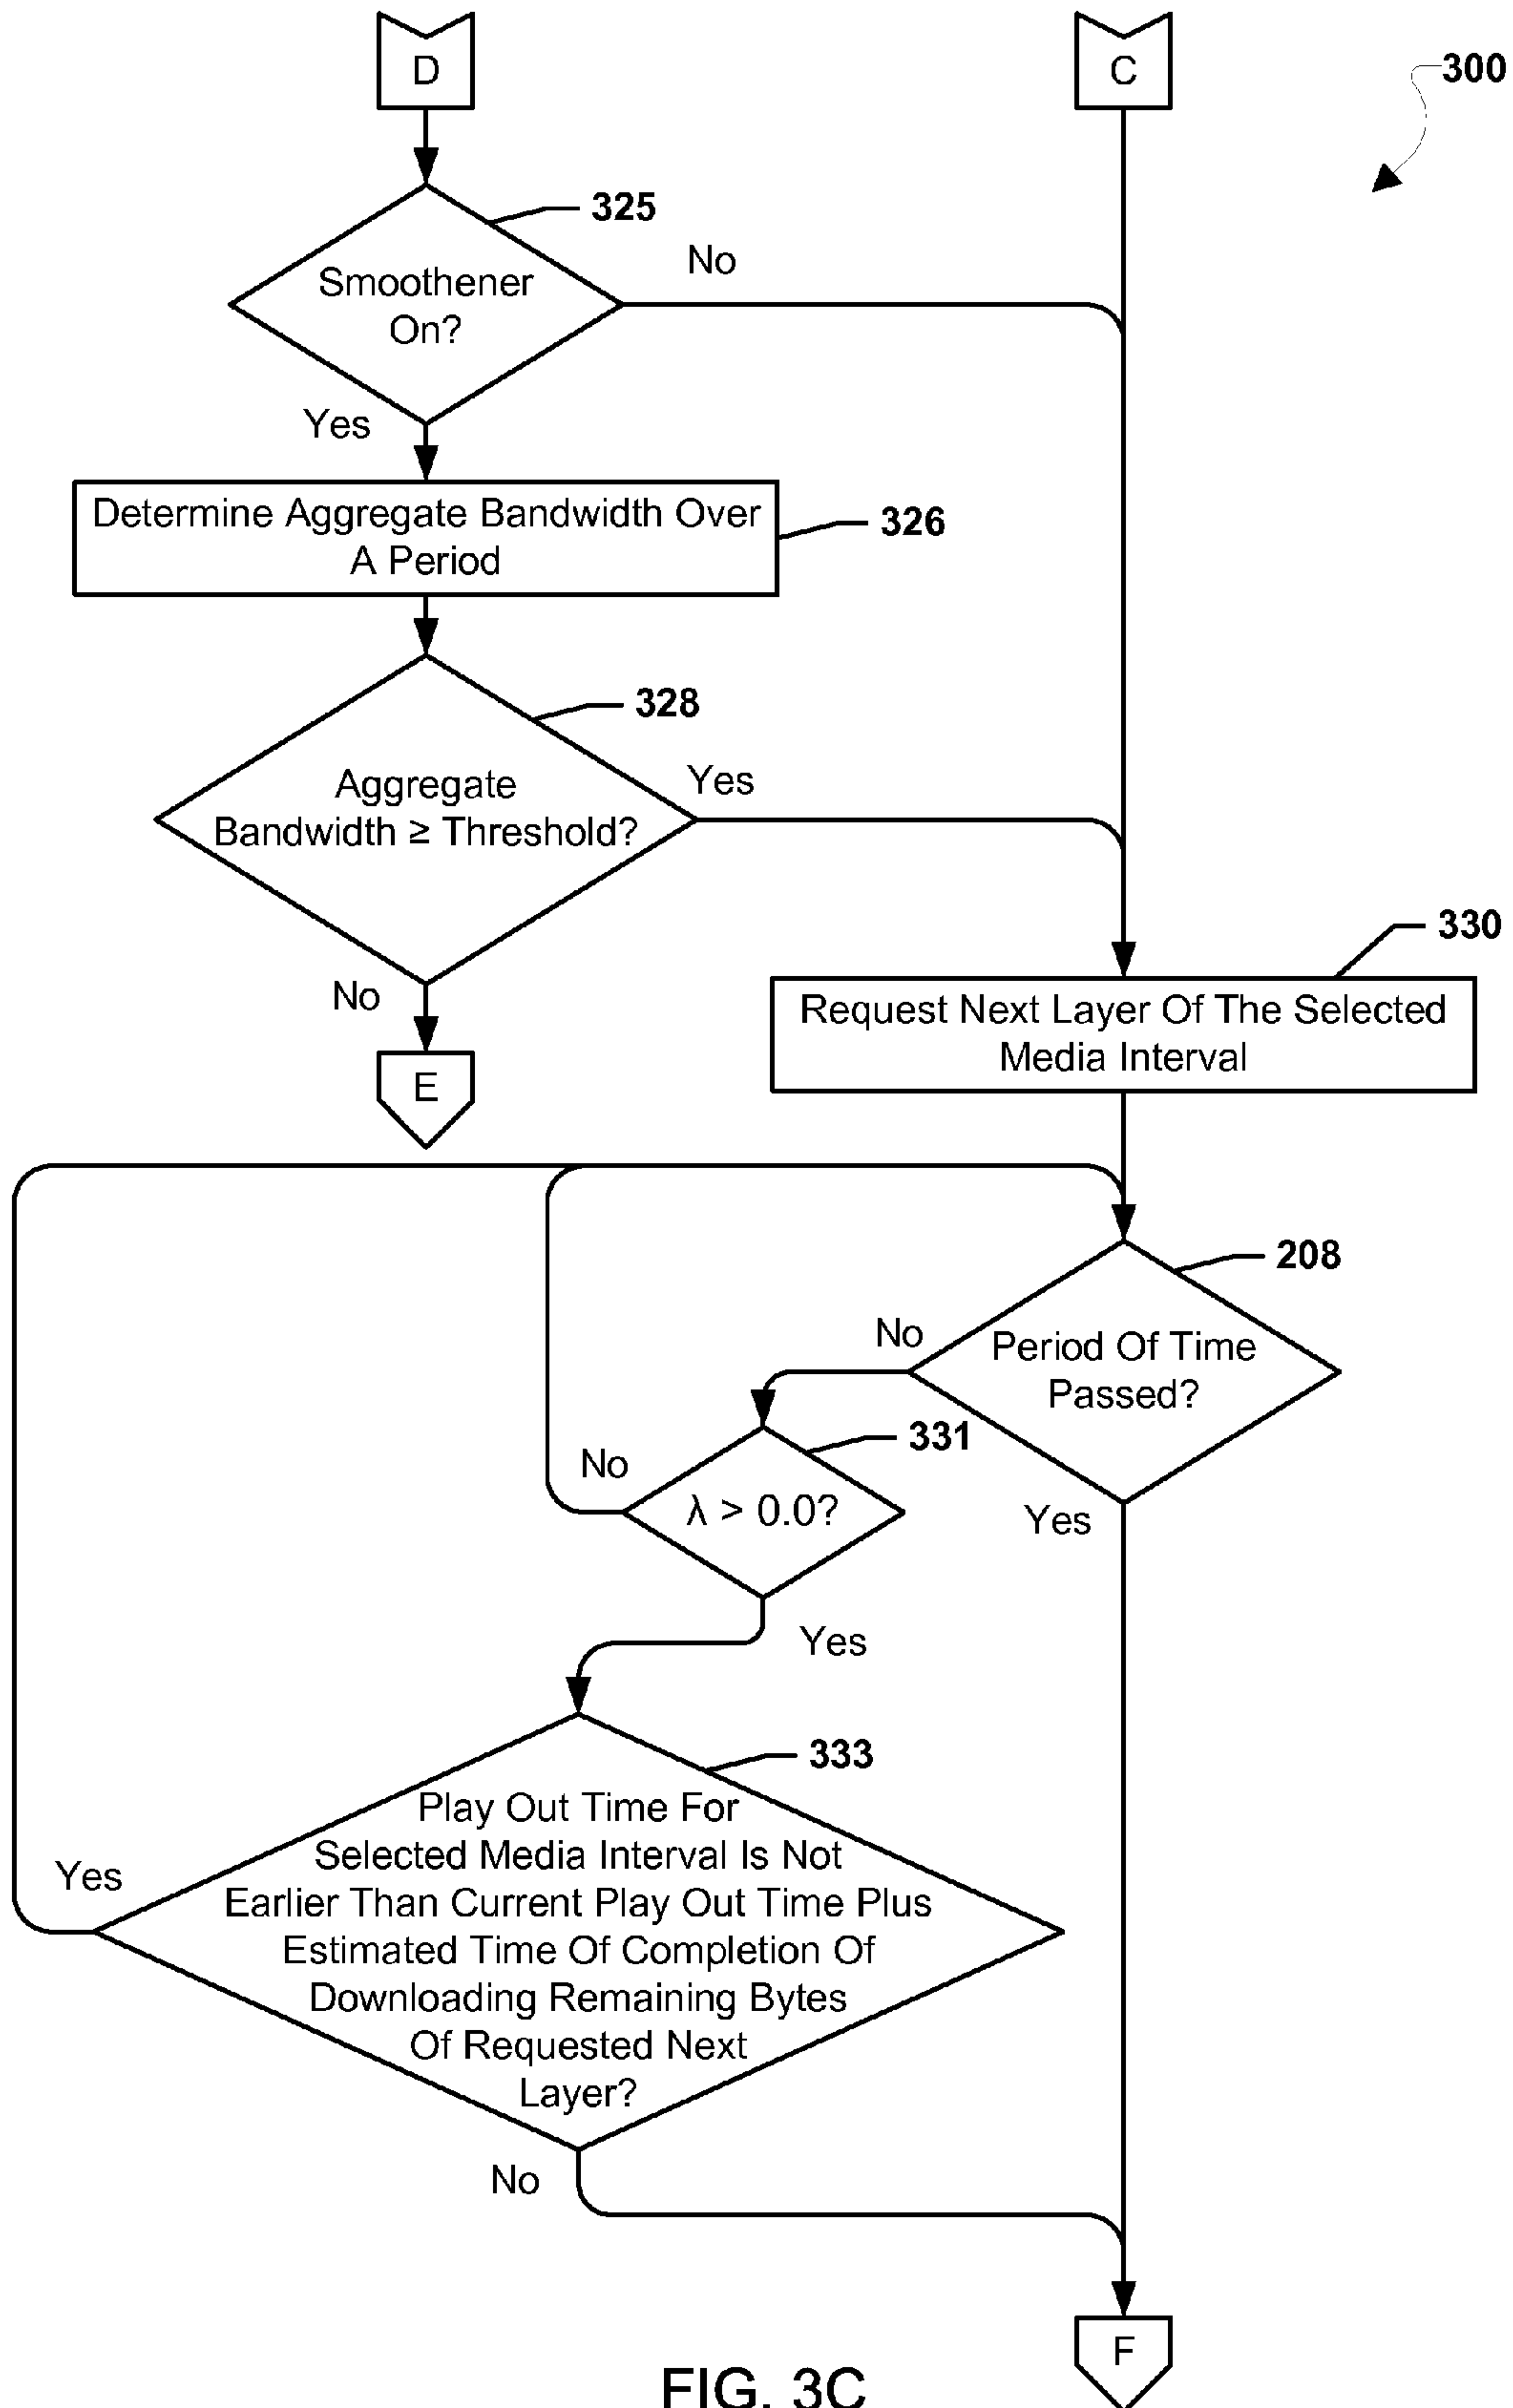 D
C
300
325
Smoothener
On?
No
Yes
Determine Aggregate Bandwidth Over
A Period
326
328
Aggregate
Bandwidth ≥ Threshold?
Yes
No
E
330
Request Next Layer Of The Selected
Media Interval
208
Period Of Time
Passed?
No
Yes
331
λ > 0.0?
No
Yes
333
Play Out Time For
Selected Media Interval Is Not
Earlier Than Current Play Out Time Plus
Estimated Time Of Completion Of
Downloading Remaining Bytes
Of Requested Next
Layer?
Yes
No
F
FIG. 3C